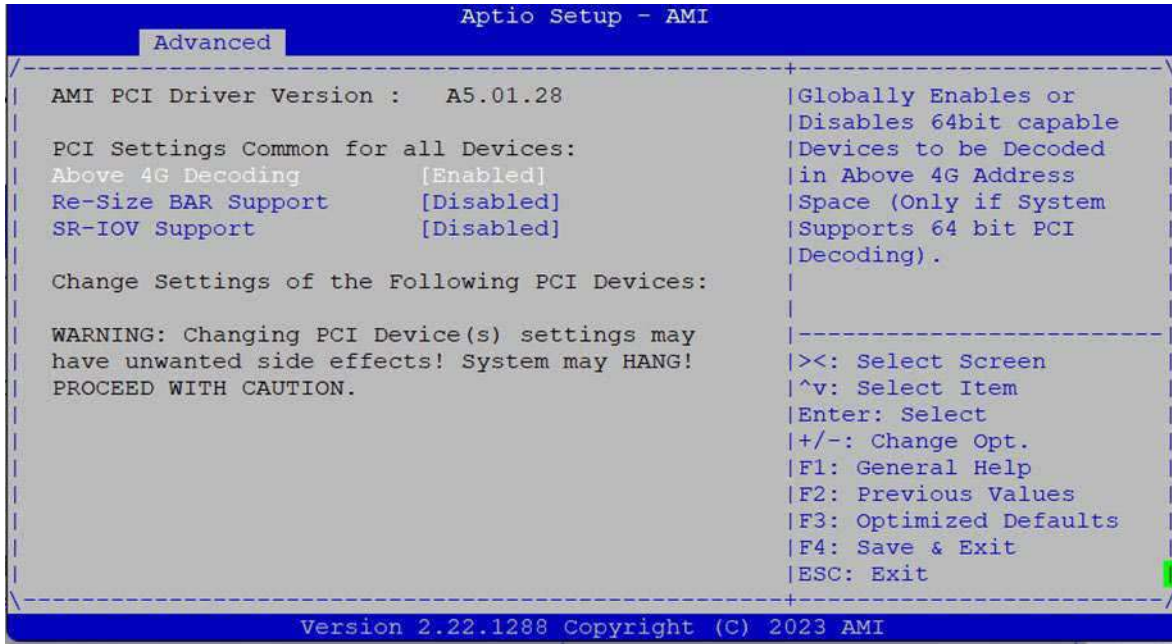 Aptio Setup - AMI
Advanced
AMI PCI Driver Version :    A5.01.28
PCI Settings Common for all Devices:
Above 4G Decoding    [Enabled]
Re-Size BAR Support    [Disabled]
SR-IOV Support    [Disabled]
Change Settings of the Following PCI Devices:
WARNING: Changing PCI Device(s) settings may
have unwanted side effects! System may HANG!
PROCEED WITH CAUTION.
Globally Enables or
Disables 64bit capable
Devices to be Decoded
in Above 4G Address
Space (Only if System
Supports 64 bit PCI
Decoding).
><: Select Screen
^v: Select Item
Enter: Select
+/-: Change Opt.
F1: General Help
F2: Previous Values
F3: Optimized Defaults
F4: Save & Exit
ESC: Exit
Version 2.22.1288 Copyright (C) 2023 AMI